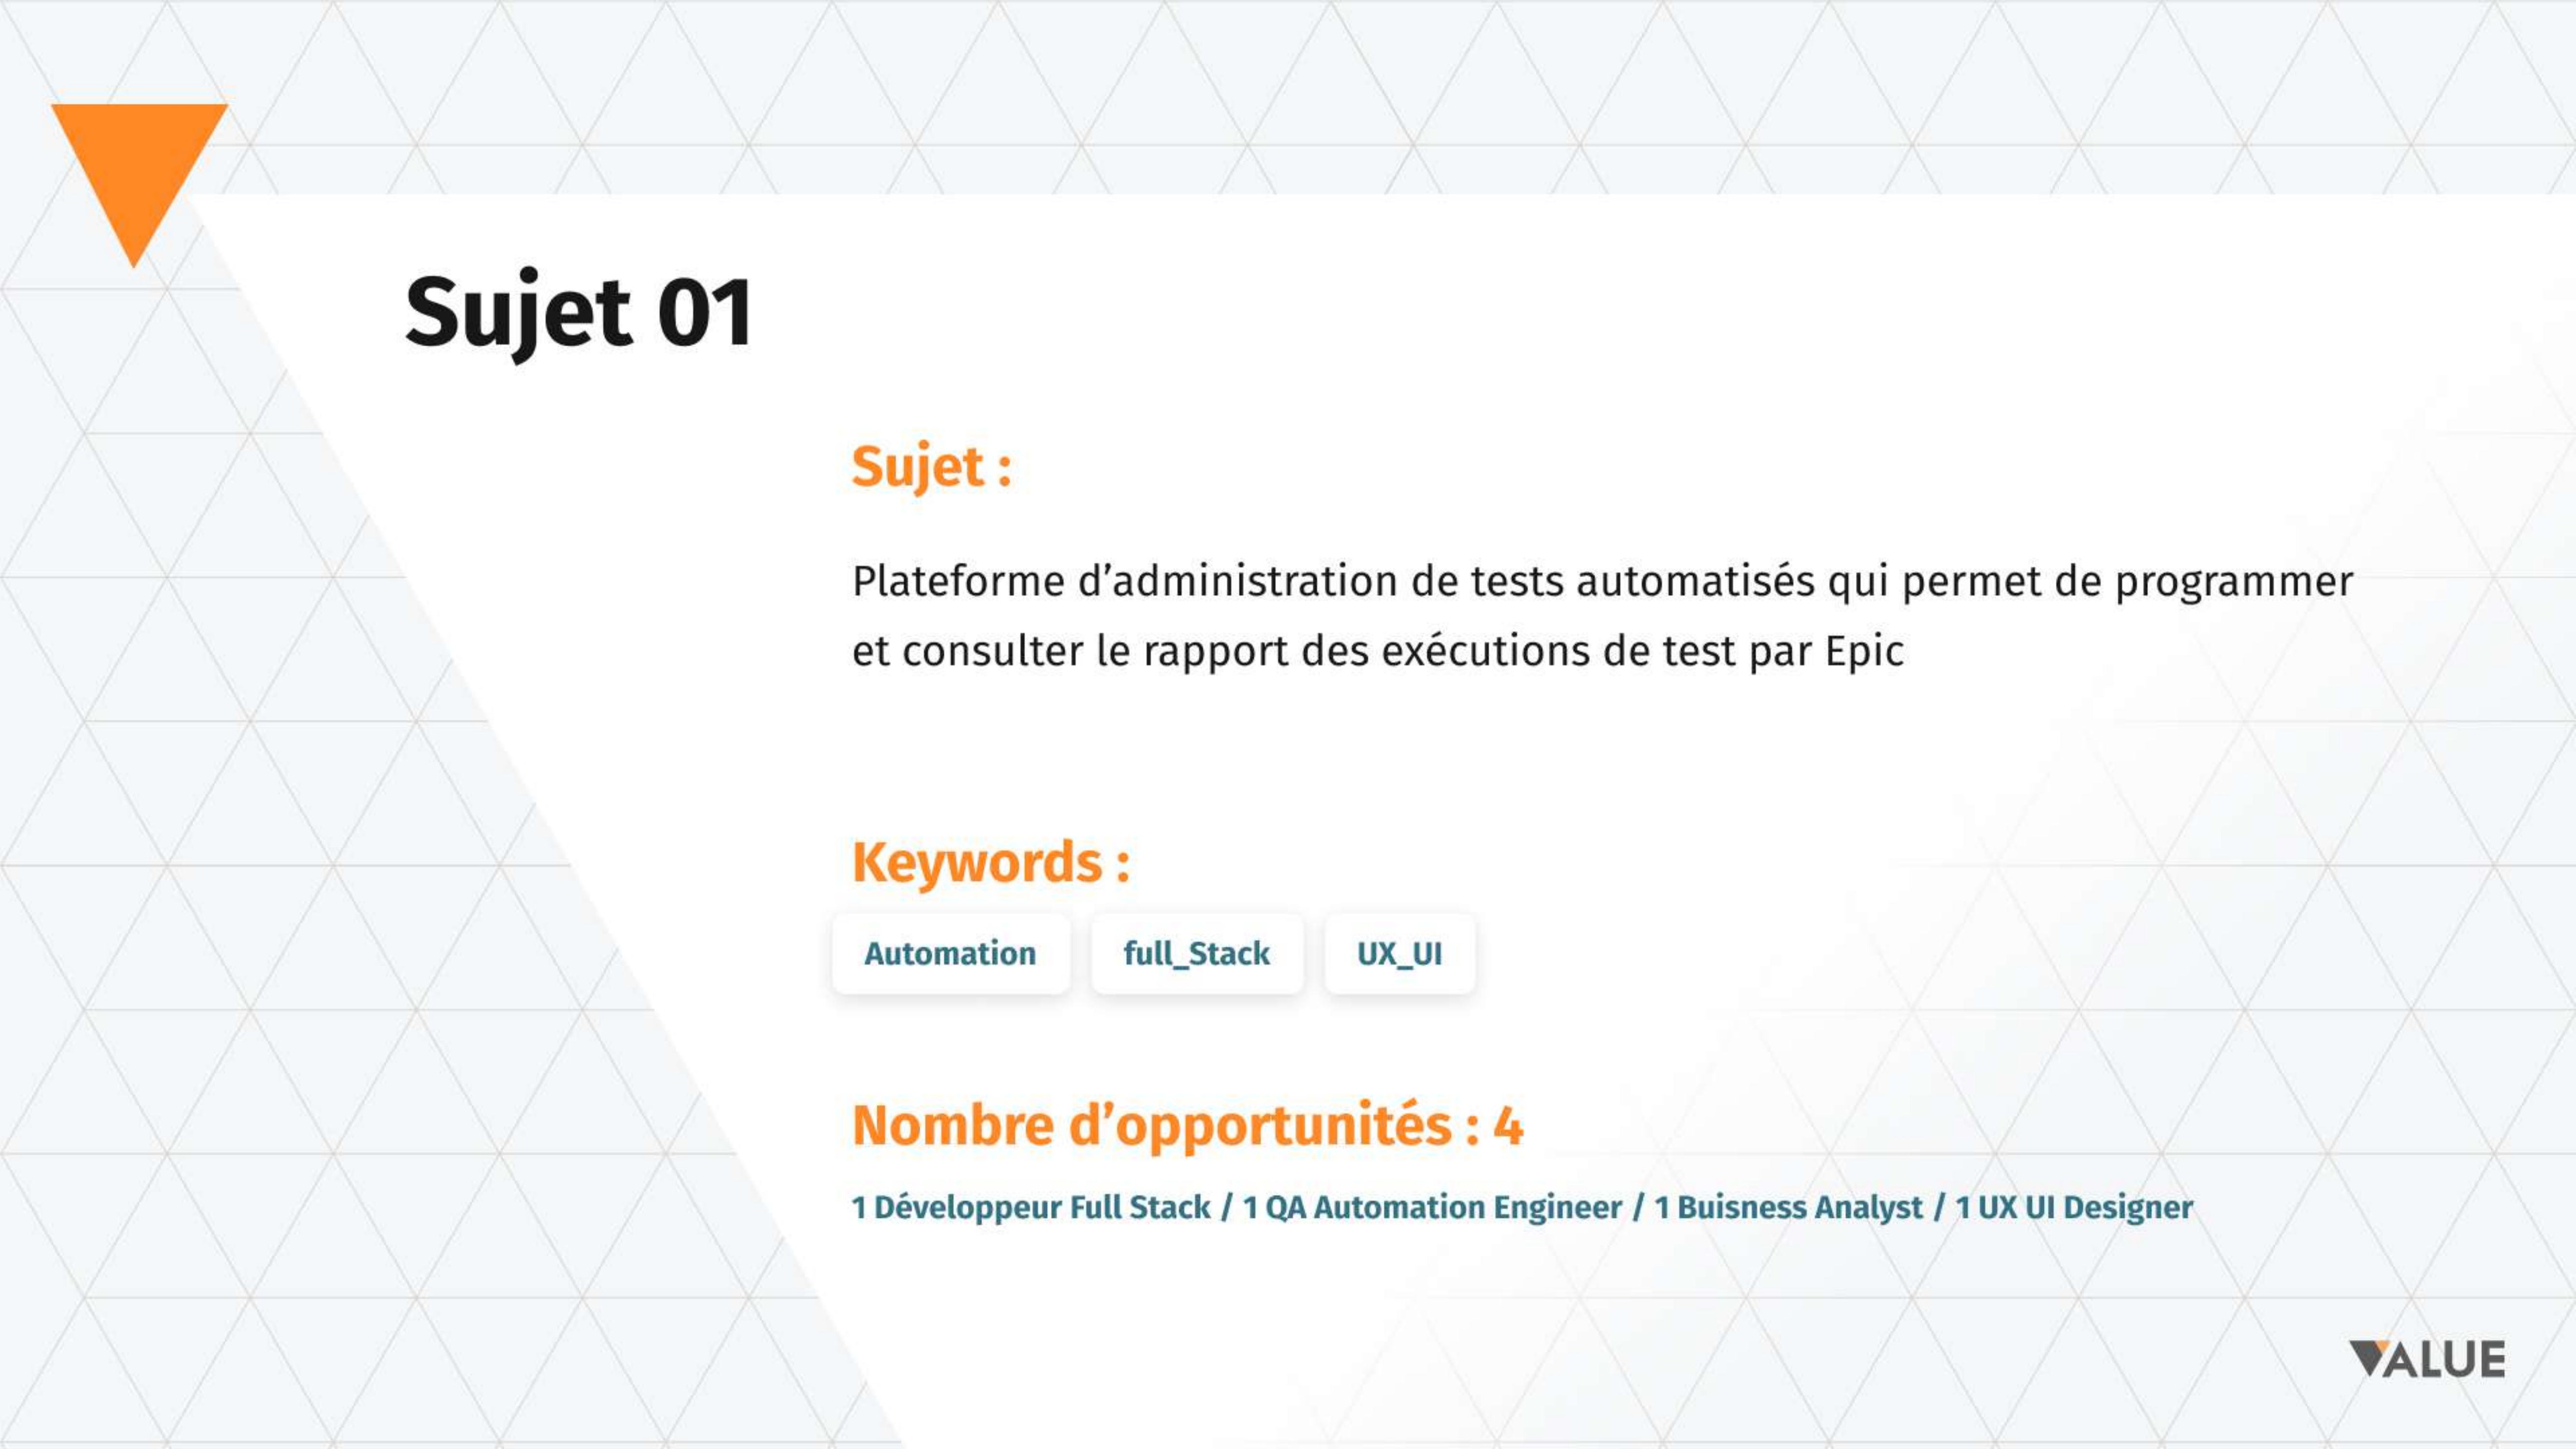 Sujet 01
Sujet :
Plateforme d’administration de tests automatisés qui permet de programmer
et consulter le rapport des exécutions de test par Epic
Keywords :
Automation full_Stack UX_UI
Nombre d’opportunités : 4
1 Développeur Full Stack / 1 QA Automation Engineer / 1 Buisness Analyst / 1 UX UI Designer
VALUE